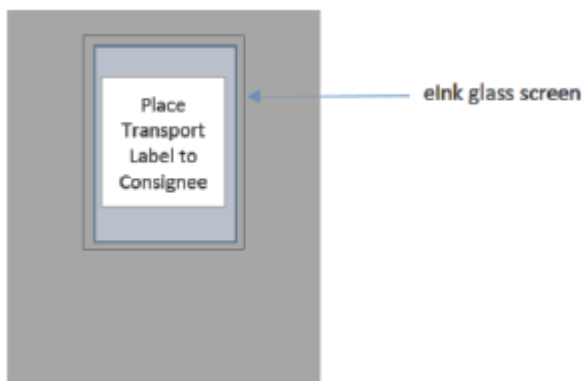 Place
Transport
Label to
Consignee
eInk glass screen